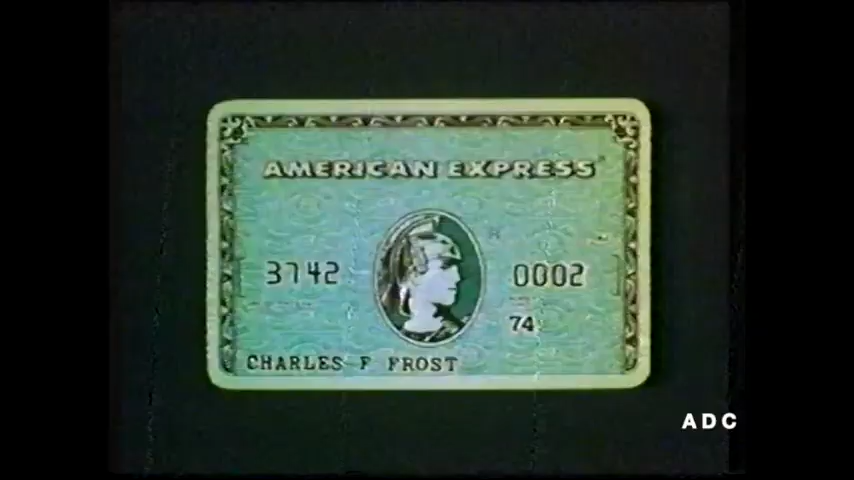 AMERICAN EXPRESS
3742 0002
74
CHARLES F FROST
ADC